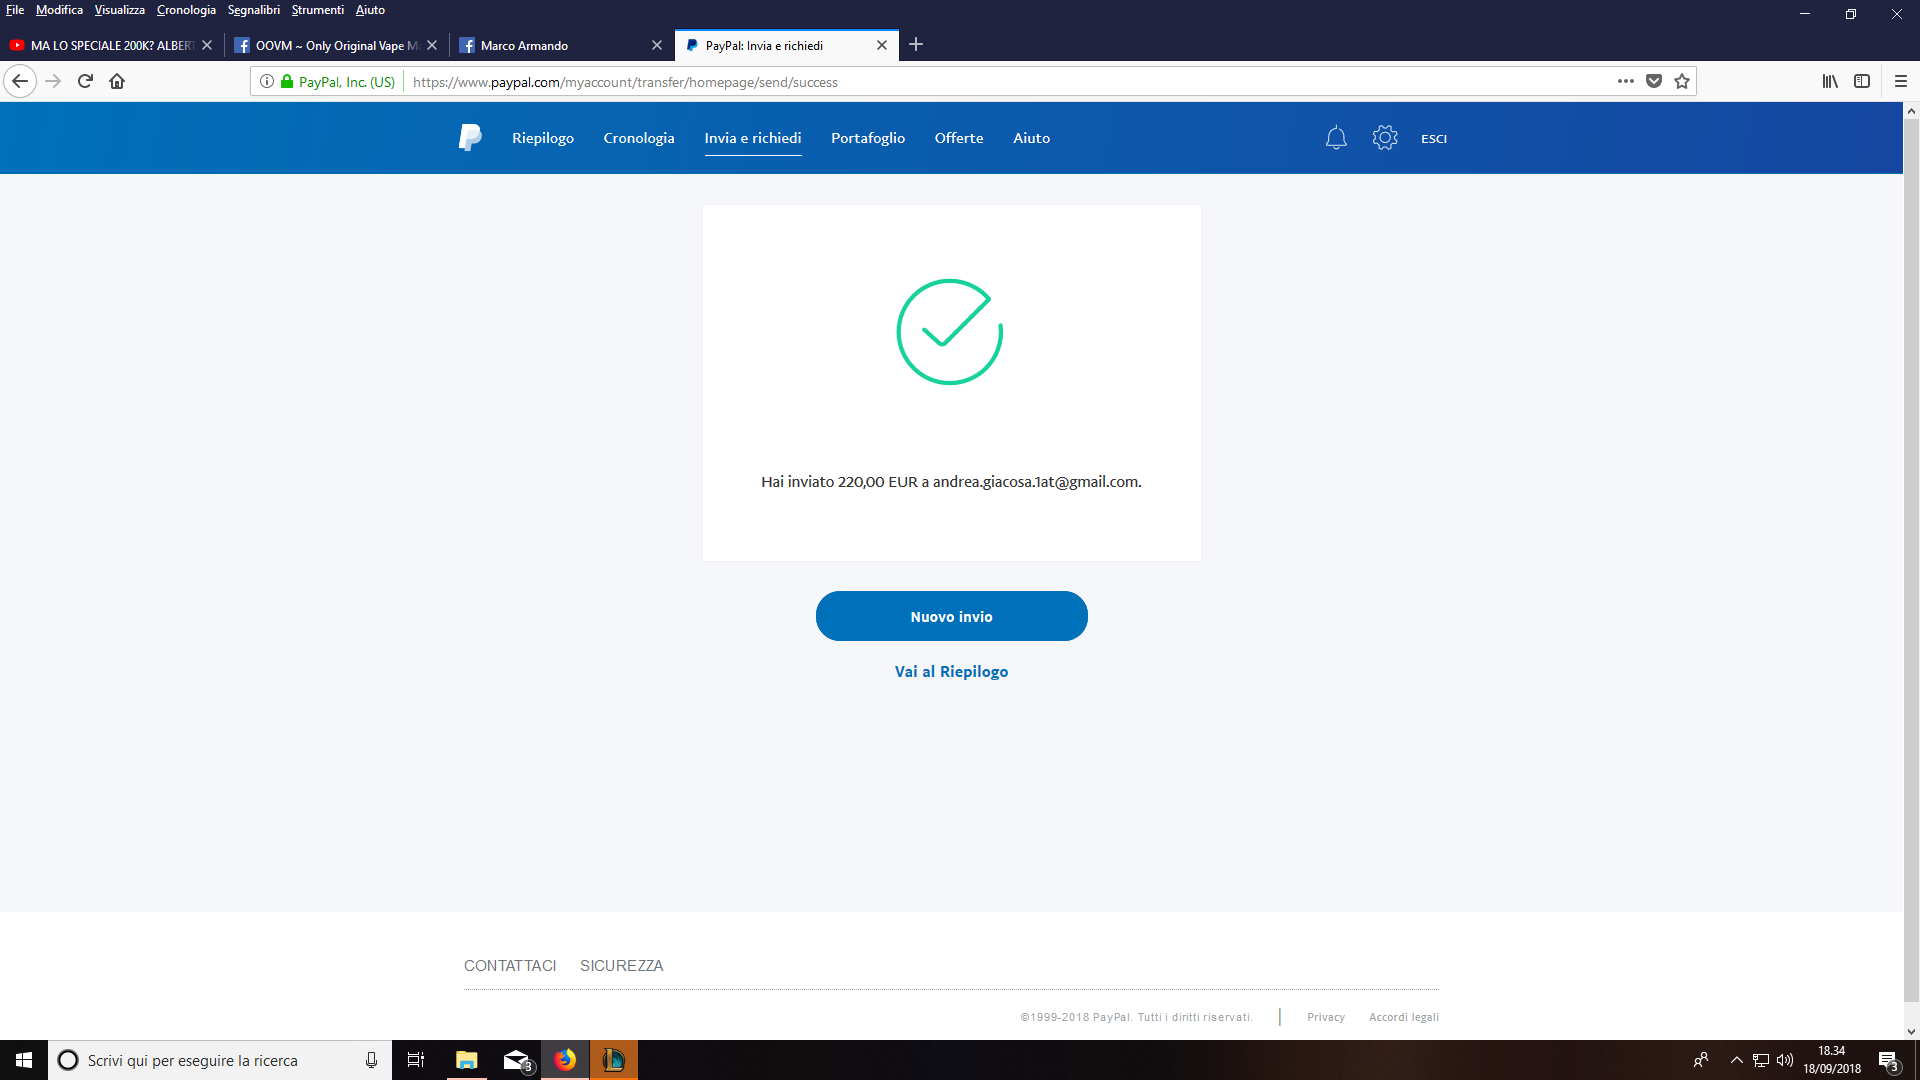 File Modifica Visualizza Cronologia Segnalibri Strumenti Aiuto
MA LO SPECIALE 200K? ALBERT
OOVM ~ Only Original Vape M
Marco Armando
PayPal: Invia e richiedi
PayPal, Inc. (US)
https://www.paypal.com/myaccount/transfer/homepage/send/success
Riepilogo Cronologia Invia e richiedi Portafoglio Offerte Aiuto ESCI
Hai inviato 220,00 EUR a andrea.giacosa.1at@gmail.com.
Nuovo invio
Vai al Riepilogo
CONTATTACI SICUREZZA
©1999-2018 PayPal. Tutti i diritti riservati. | Privacy Accordi legali
Scrivi qui per eseguire la ricerca
3
18.34
18/09/2018
3